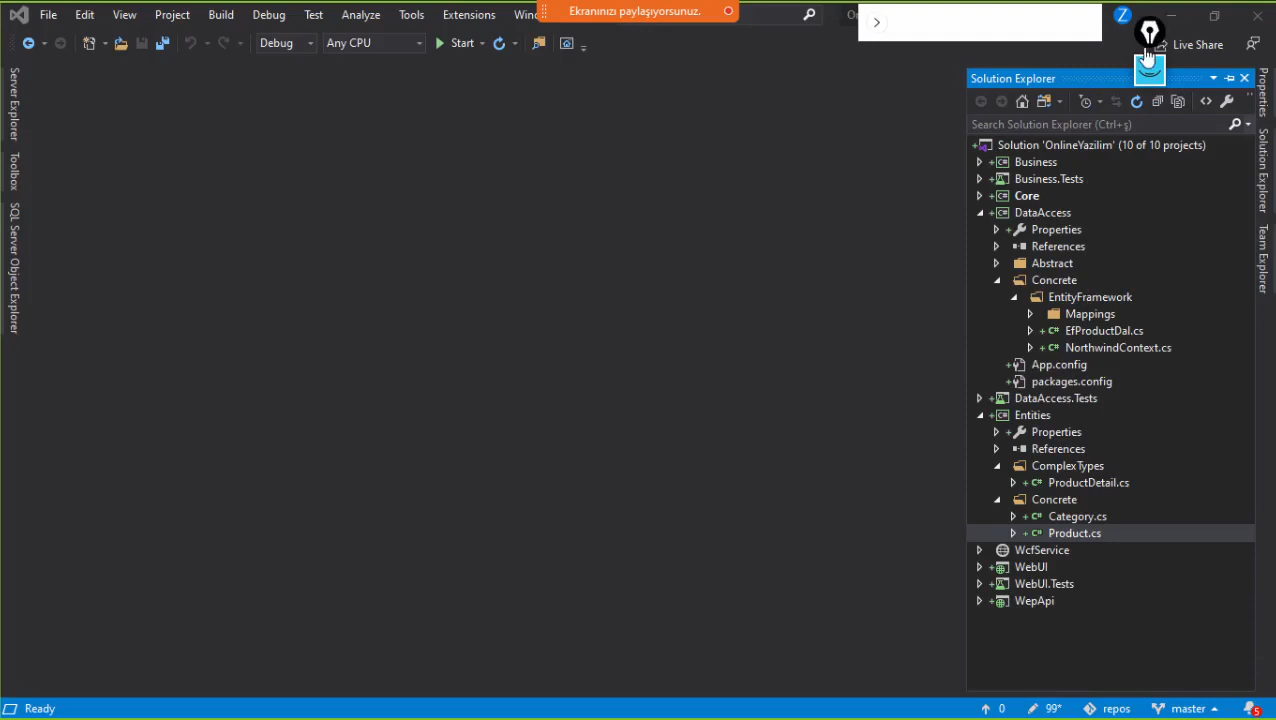 File Edit View Project Build Debug Test Analyze Tools Extensions Win
Ekranınızı paylaşıyorsunuz.
Debug Any CPU Start
Live Share
Server Explorer
Toolbox
SQL Server Object Explorer
Solution Explorer
Search Solution Explorer (Ctrl+ş)
Solution 'OnlineYazilim' (10 of 10 projects)
Business
Business.Tests
Core
DataAccess
Properties
References
Abstract
Concrete
EntityFramework
Mappings
EfProductDal.cs
NorthwindContext.cs
App.config
packages.config
DataAccess.Tests
Entities
Properties
References
ComplexTypes
ProductDetail.cs
Concrete
Category.cs
Product.cs
WcfService
WebUI
WebUI.Tests
WepApi
Properties
Solution Explorer
Team Explorer
Ready
0 99* repos master 5